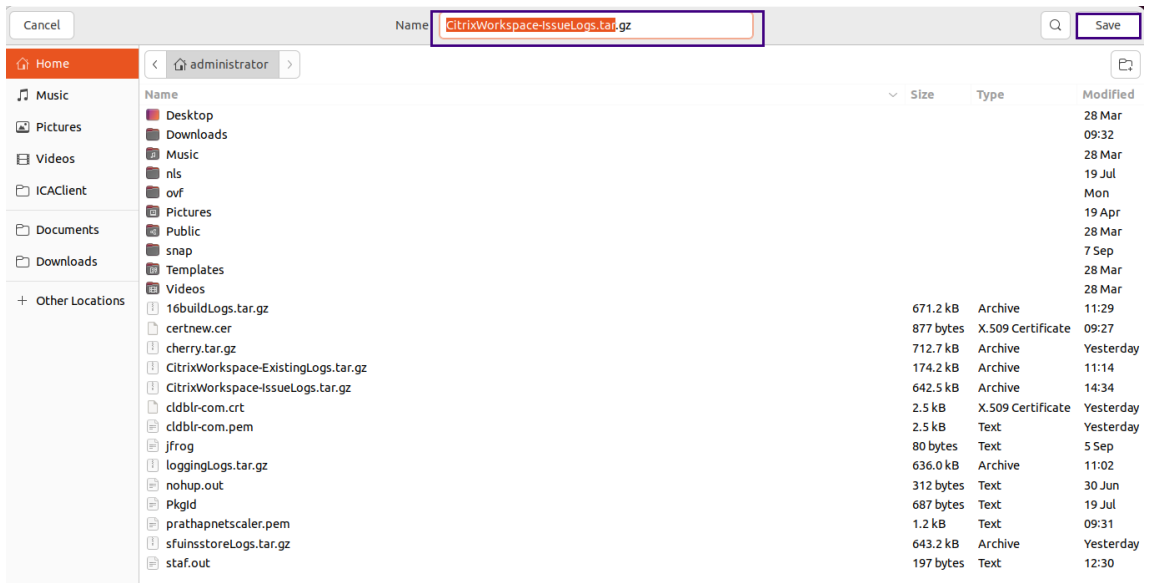 Cancel Name CitrixWorkspace-IssueLogs.tar.gz Save
Home administrator
Music Name Size Type Modified
Desktop 28 Mar
Pictures Downloads 09:32
Videos Music 28 Mar
nls 19 Jul
ICAClient ovf Mon
Pictures 19 Apr
Documents Public 28 Mar
snap 7 Sep
Downloads Templates 28 Mar
Videos 28 Mar
+ Other Locations 16buildLogs.tar.gz 671.2 kB Archive 11:29
certnew.cer 877 bytes X.509 Certificate 09:27
cherry.tar.gz 712.7 kB Archive Yesterday
CitrixWorkspace-ExistingLogs.tar.gz 174.2 kB Archive 11:14
CitrixWorkspace-IssueLogs.tar.gz 642.5 kB Archive 14:34
cldblr-com.crt 2.5 kB X.509 Certificate Yesterday
cldblr-com.pem 2.5 kB Text Yesterday
jfrog 80 bytes Text 5 Sep
loggingLogs.tar.gz 636.0 kB Archive 11:02
nohup.out 312 bytes Text 30 Jun
PkgId 687 bytes Text 19 Jul
prathapnetscaler.pem 1.2 kB Text 09:31
sfuinsstoreLogs.tar.gz 643.2 kB Archive Yesterday
staf.out 197 bytes Text 12:30